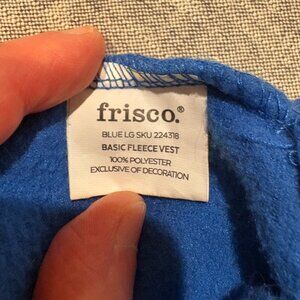 frisco.®
BLUE LG SKU 224318
BASIC FLEECE VEST
100% POLYESTER
EXCLUSIVE OF DECORATION